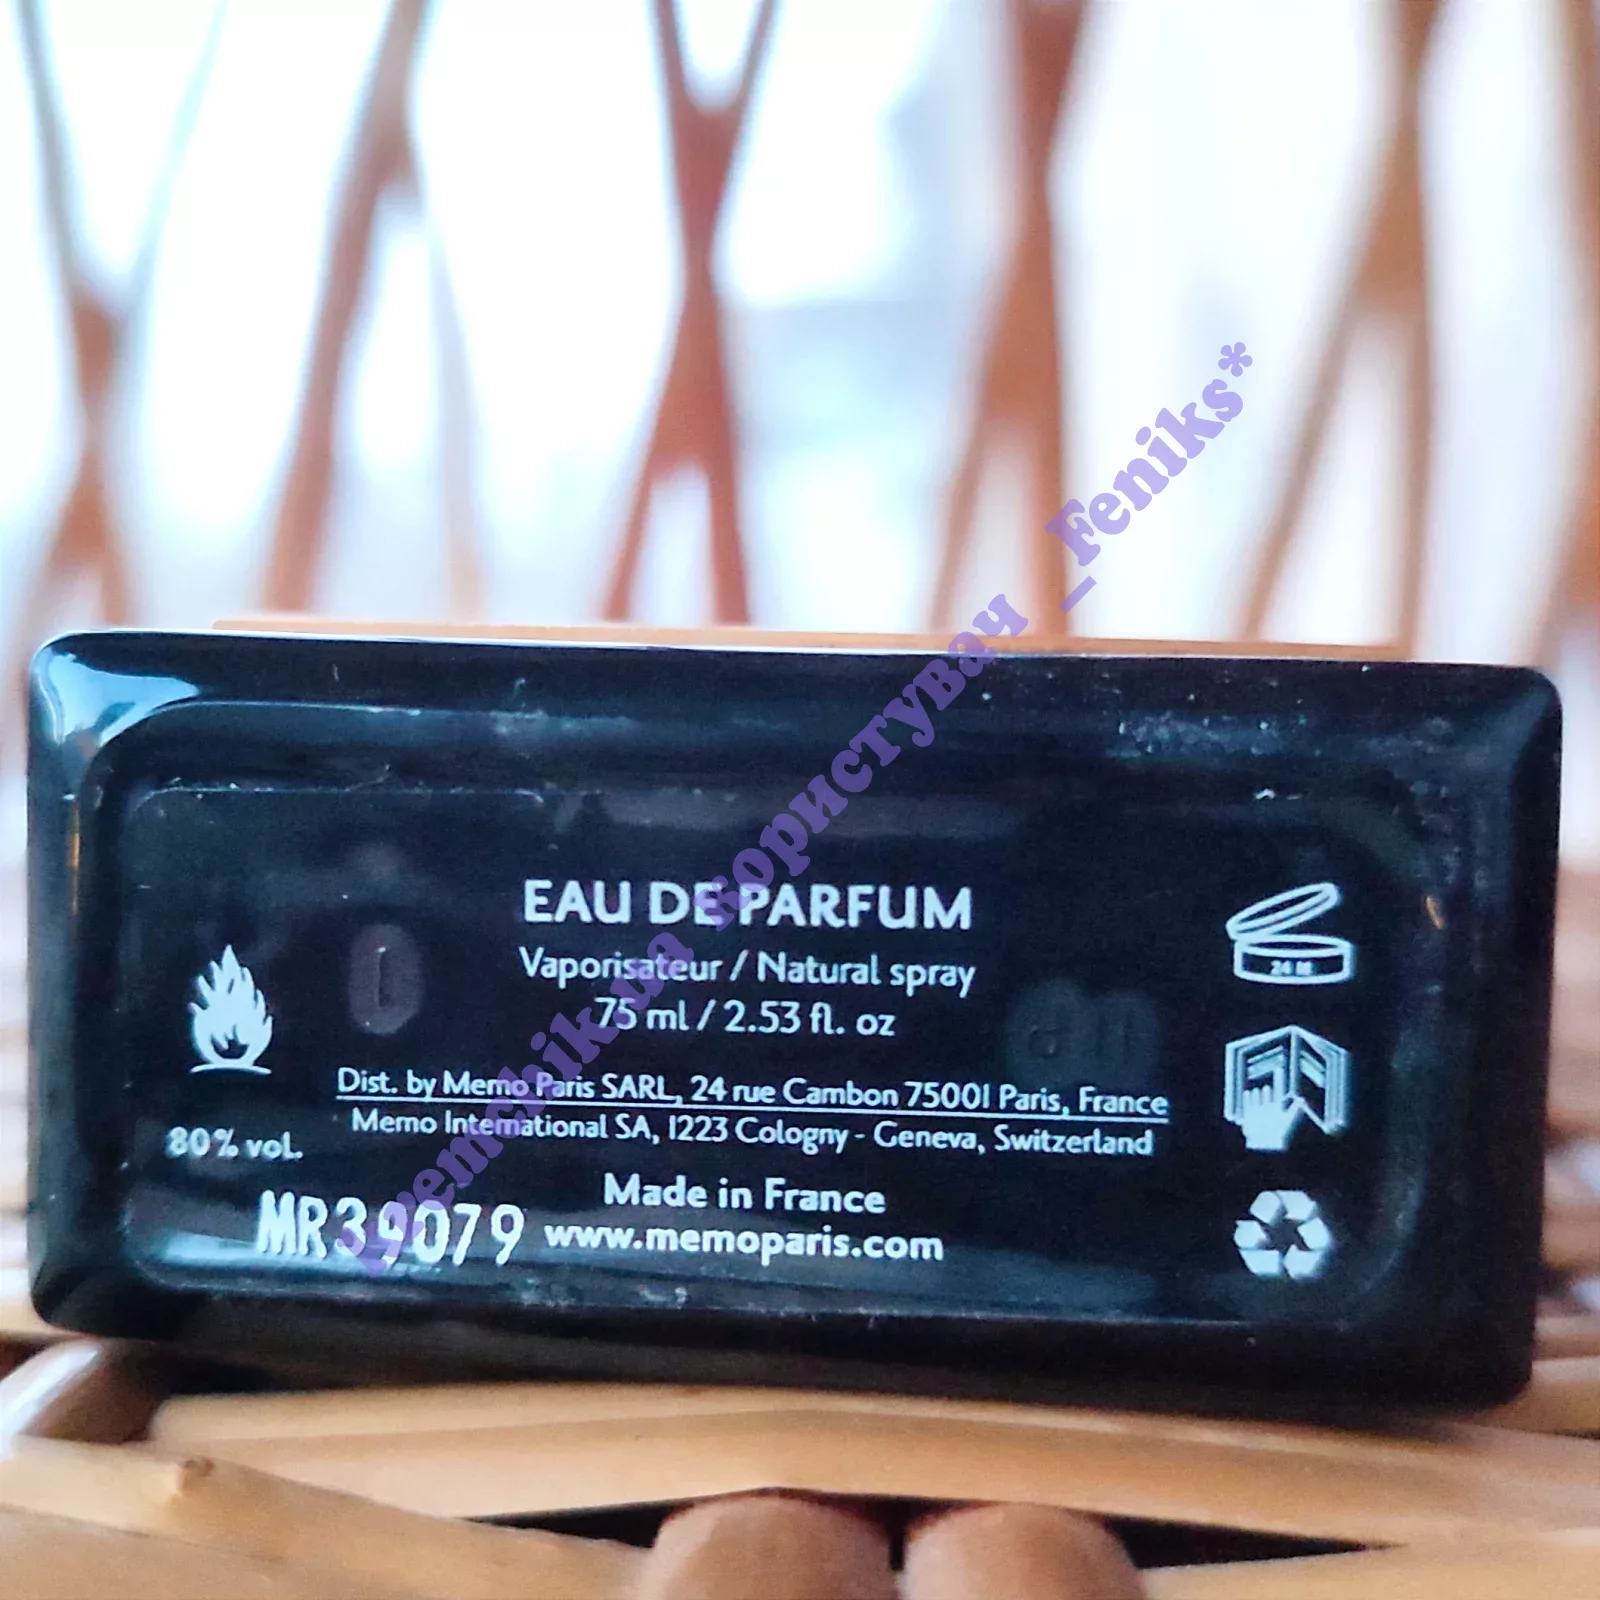 EAU DE PARFUM
Vaporisateur / Natural spray
75 ml / 2.53 fl. oz
Dist. by Memo Paris SARL, 24 rue Cambon 75001 Paris, France
Memo International SA, 1223 Cologny - Geneva, Switzerland
80% vol.
Made in France
MR39079
www.memoparis.com
24 M
користувач _Feniks*